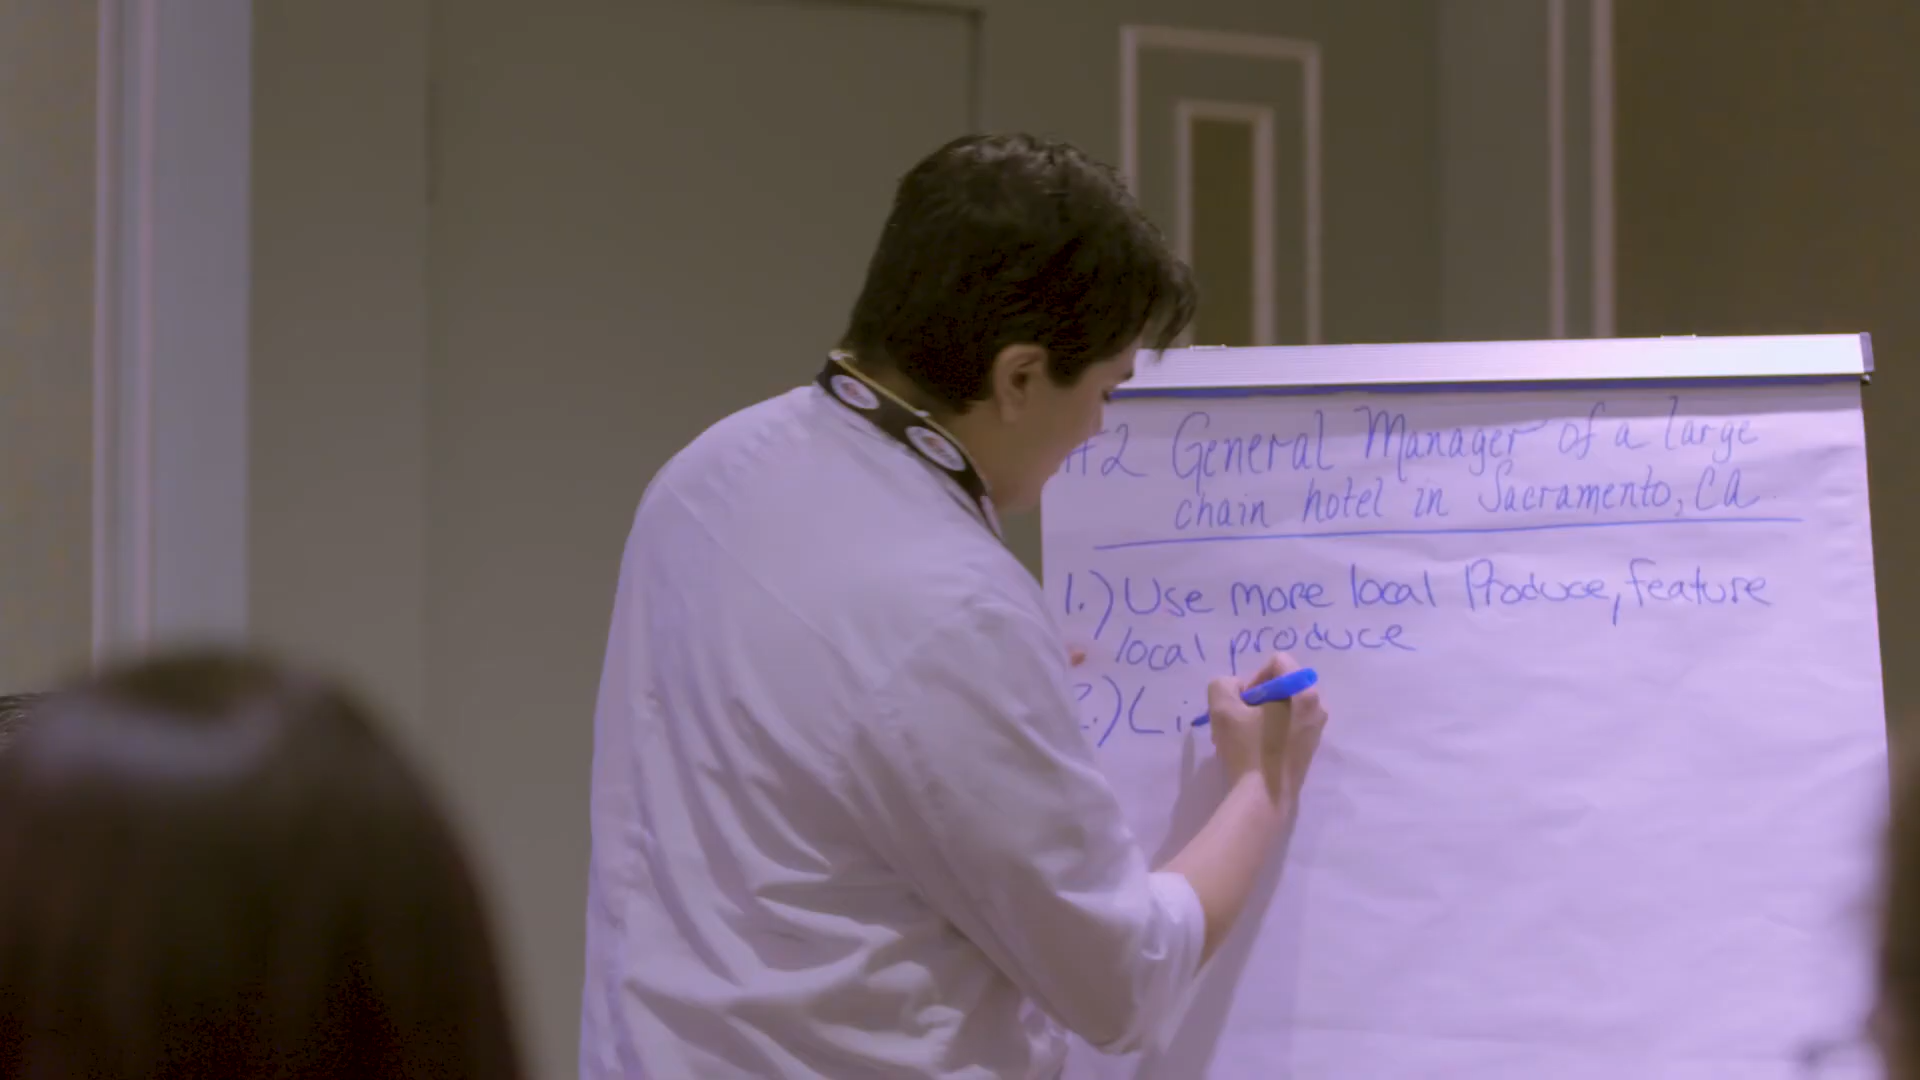 #2 General Manager of a large
chain hotel in Sacramento, CA
1.) Use more local Produce, feature
local produce
2.) Li